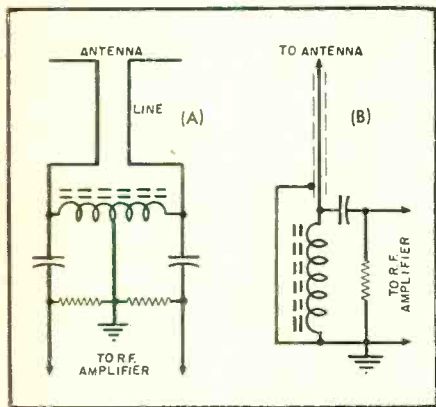 ANTENNA
TO ANTENNA
LINE
(A)
(B)
TO R.F.
AMPLIFIER
TO R.F.
AMPLIFIER